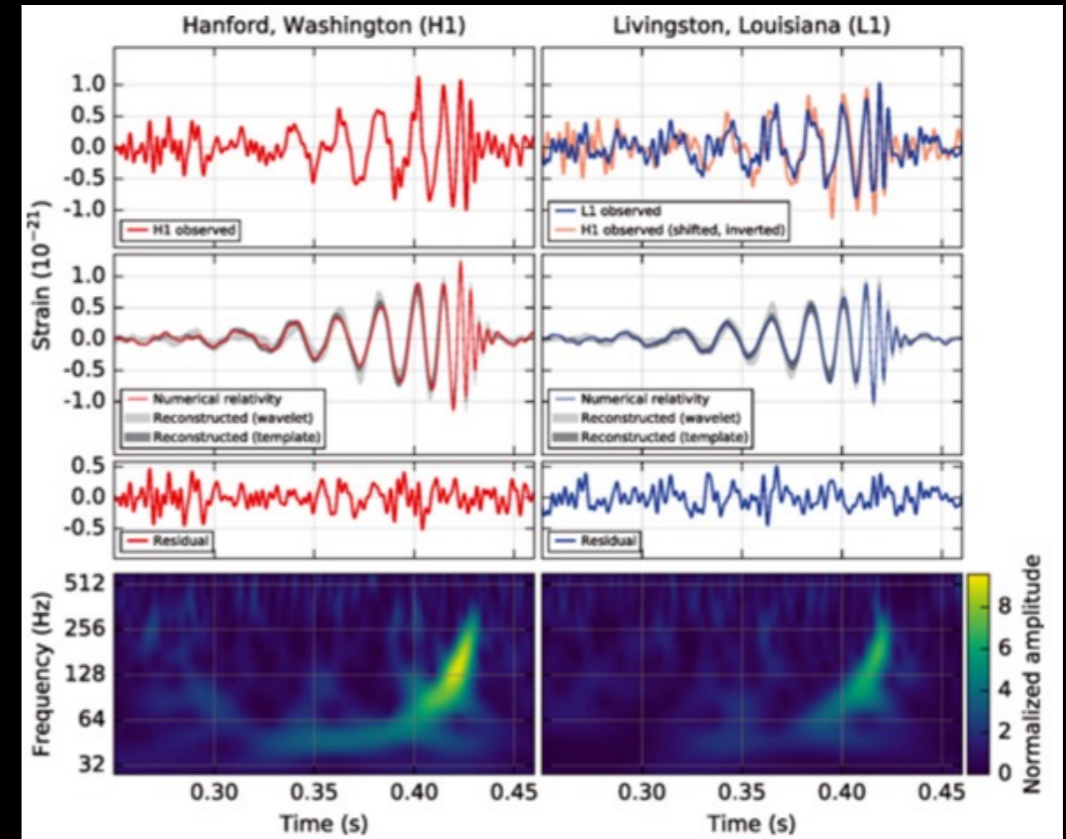 Hanford, Washington (H1)
Livingston, Louisiana (L1)
Strain (10⁻²¹)
1.0
0.5
0.0
-0.5
-1.0
H1 observed
L1 observed
H1 observed (shifted, inverted)
1.0
0.5
0.0
-0.5
-1.0
Numerical relativity
Reconstructed (wavelet)
Reconstructed (template)
Numerical relativity
Reconstructed (wavelet)
Reconstructed (template)
0.5
0.0
-0.5
Residual
Residual
Frequency (Hz)
512
256
128
64
32
8
6
4
2
0
Normalized amplitude
0.30 0.35 0.40 0.45
0.30 0.35 0.40 0.45
Time (s)
Time (s)